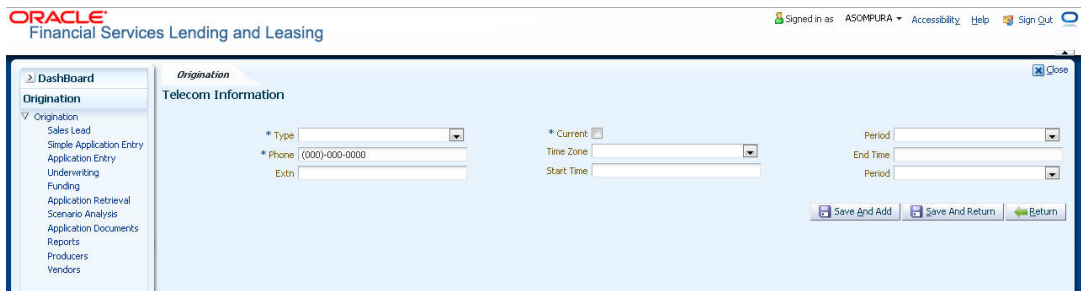 ORACLE
Financial Services Lending and Leasing
Signed in as ASOMPURA Accessibility Help Sign Out
DashBoard
Origination
Origination
Sales Lead
Simple Application Entry
Application Entry
Underwriting
Funding
Application Retrieval
Scenario Analysis
Application Documents
Reports
Producers
Vendors
Origination
Close
Telecom Information
* Type
* Phone (000)-000-0000
Extn
* Current
Time Zone
Start Time
Period
End Time
Period
Save And Add Save And Return Return